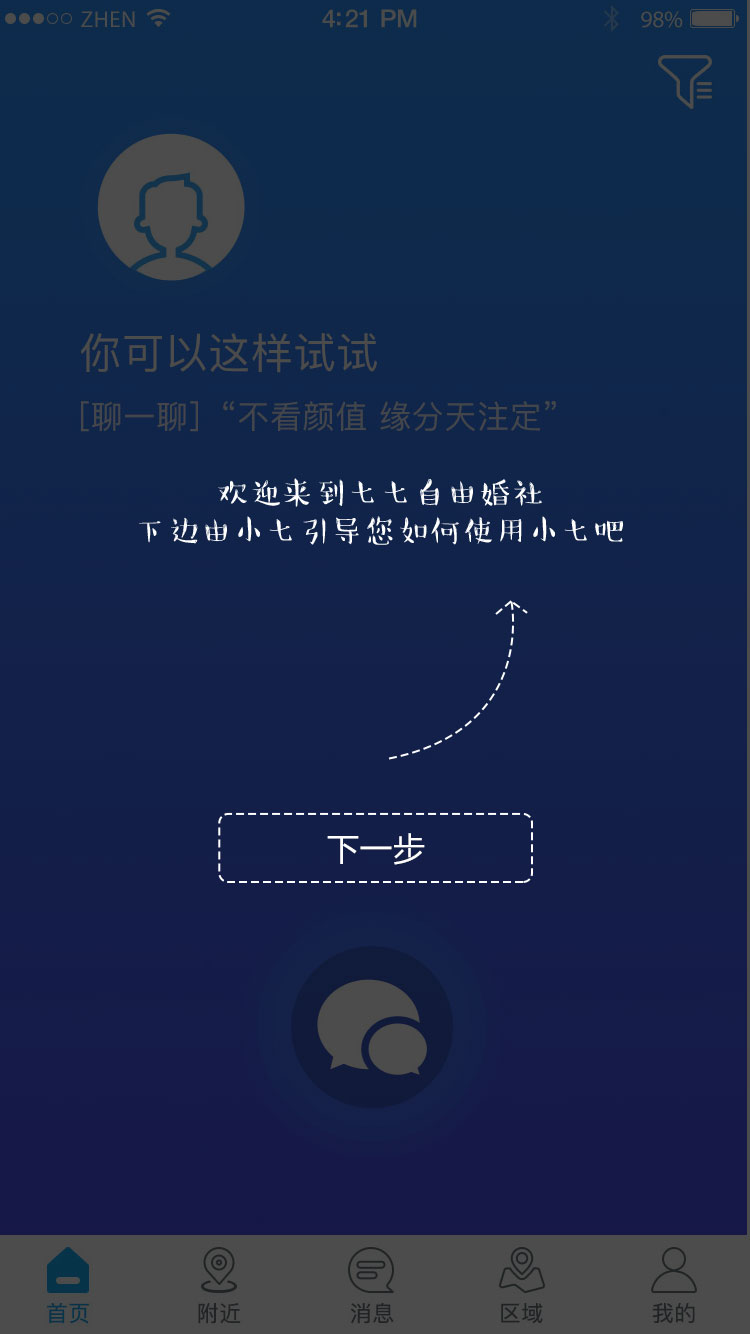 ZHEN 4:21 PM 98%
你可以这样试试
[聊一聊]“不看颜值 缘分天注定”
欢迎来到七七自由婚社
下边由小七引导您如何使用小七吧
下一步
首页 附近 消息 区域 我的